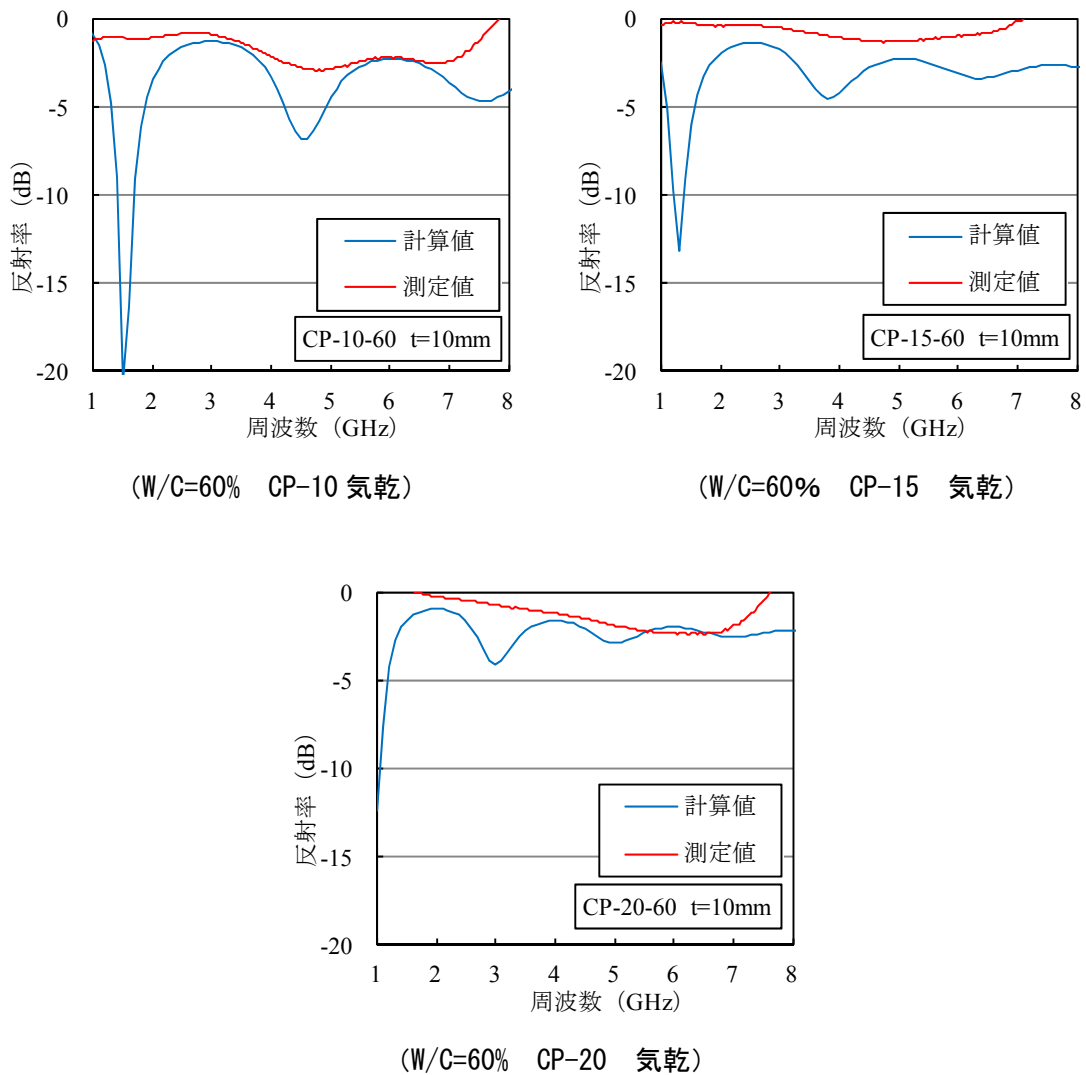 0
-5
-10
-15
-20
反射率（dB）
計算値
測定値
CP-10-60 t=10mm
1 2 3 4 5 6 7 8
周波数（GHz）
（W/C=60% CP-10 気乾）
0
-5
-10
-15
-20
反射率（dB）
計算値
測定値
CP-15-60 t=10mm
1 2 3 4 5 6 7 8
周波数（GHz）
（W/C=60% CP-15 気乾）
0
-5
-10
-15
-20
反射率（dB）
計算値
測定値
CP-20-60 t=10mm
1 2 3 4 5 6 7 8
周波数（GHz）
（W/C=60% CP-20 気乾）